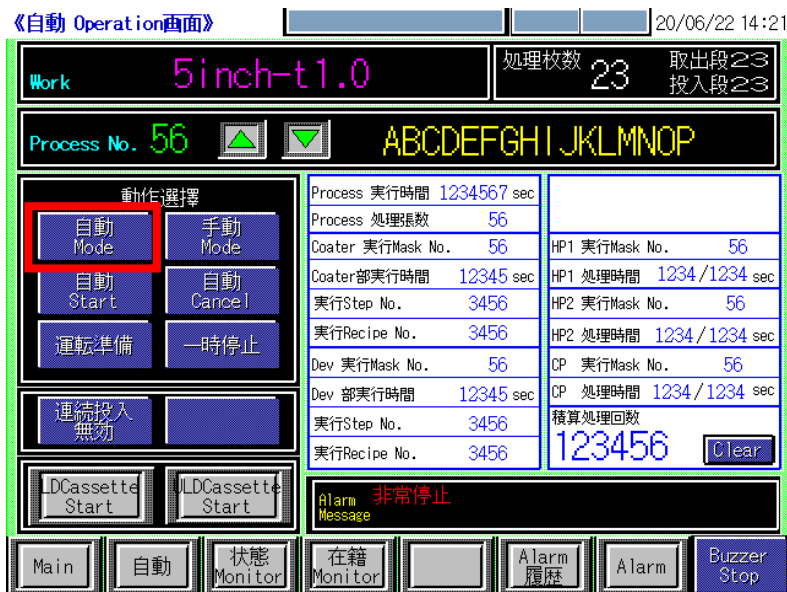 《自動 Operation画面》
20/06/22 14:21
Work 5inch-t1.0
処理枚数 23
取出段23
投入段23
Process No. 56
ABCDEFGHIJKLMNOP
動作選擇
自動 Mode
手動 Mode
自動 Start
自動 Cancel
運転準備
一時停止
連続投入 無効
LDCassette Start
ULDCassette Start
Process 実行時間 1234567 sec
Process 処理張数 56
Coater 実行Mask No. 56
Coater部実行時間 12345 sec
実行Step No. 3456
実行Recipe No. 3456
Dev 実行Mask No. 56
Dev 部実行時間 12345 sec
実行Step No. 3456
実行Recipe No. 3456
HP1 実行Mask No. 56
HP1 処理時間 1234/1234 sec
HP2 実行Mask No. 56
HP2 処理時間 1234/1234 sec
CP 実行Mask No. 56
CP 処理時間 1234/1234 sec
積算処理回数
123456 Clear
Alarm Message 非常停止
Main
自動
状態 Monitor
在籍 Monitor
Alarm 履歴
Alarm
Buzzer Stop